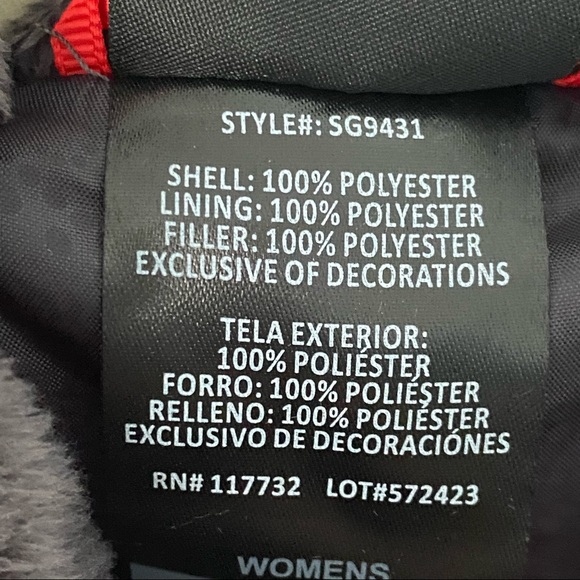 STYLE#: SG9431
SHELL: 100% POLYESTER
LINING: 100% POLYESTER
FILLER: 100% POLYESTER
EXCLUSIVE OF DECORATIONS
TELA EXTERIOR:
100% POLIÉSTER
FORRO: 100% POLIÉSTER
RELLENO: 100% POLIÉSTER
EXCLUSIVO DE DECORACIÓNES
RN# 117732 LOT#572423
WOMENS